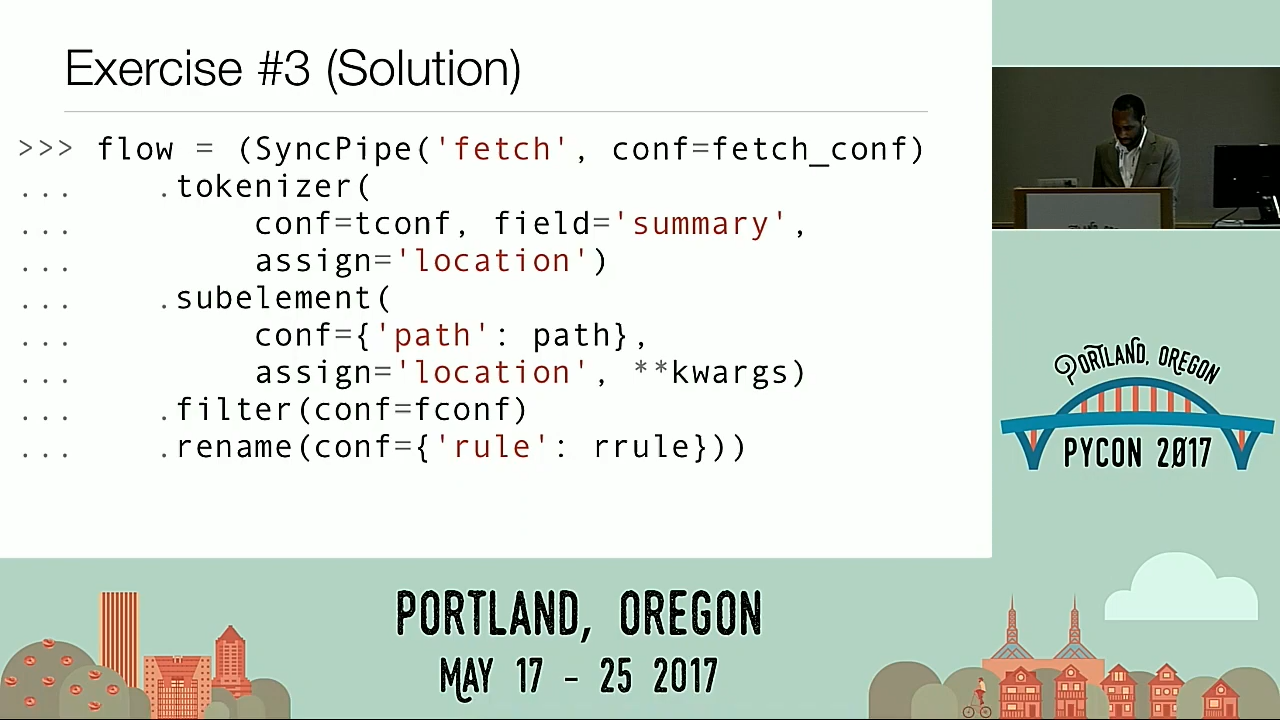 Exercise #3 (Solution)
>>> flow = (SyncPipe('fetch', conf=fetch_conf)
...     .tokenizer(
...         conf=tconf, field='summary',
...         assign='location')
...     .subelement(
...         conf={'path': path},
...         assign='location', **kwargs)
...     .filter(conf=fconf)
...     .rename(conf={'rule': rrule}))
PORTLAND, OREGON
PYCON 2017
PORTLAND, OREGON
MAY 17 - 25 2017